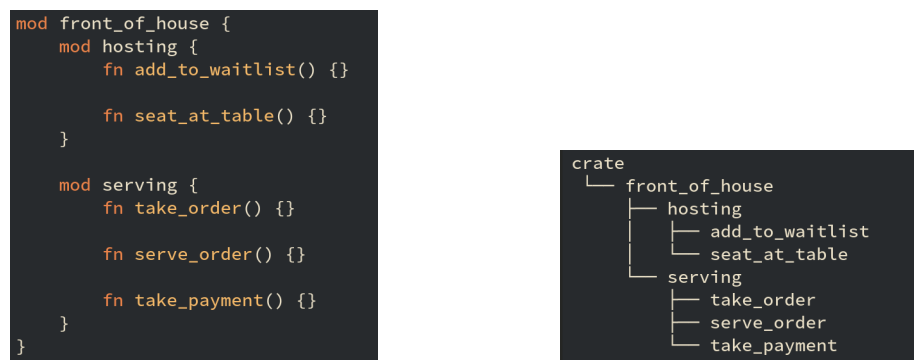 mod front_of_house {
    mod hosting {
        fn add_to_waitlist() {}

        fn seat_at_table() {}
    }

    mod serving {
        fn take_order() {}

        fn serve_order() {}

        fn take_payment() {}
    }
}
crate
 └── front_of_house
     ├── hosting
     │   ├── add_to_waitlist
     │   └── seat_at_table
     └── serving
         ├── take_order
         ├── serve_order
         └── take_payment